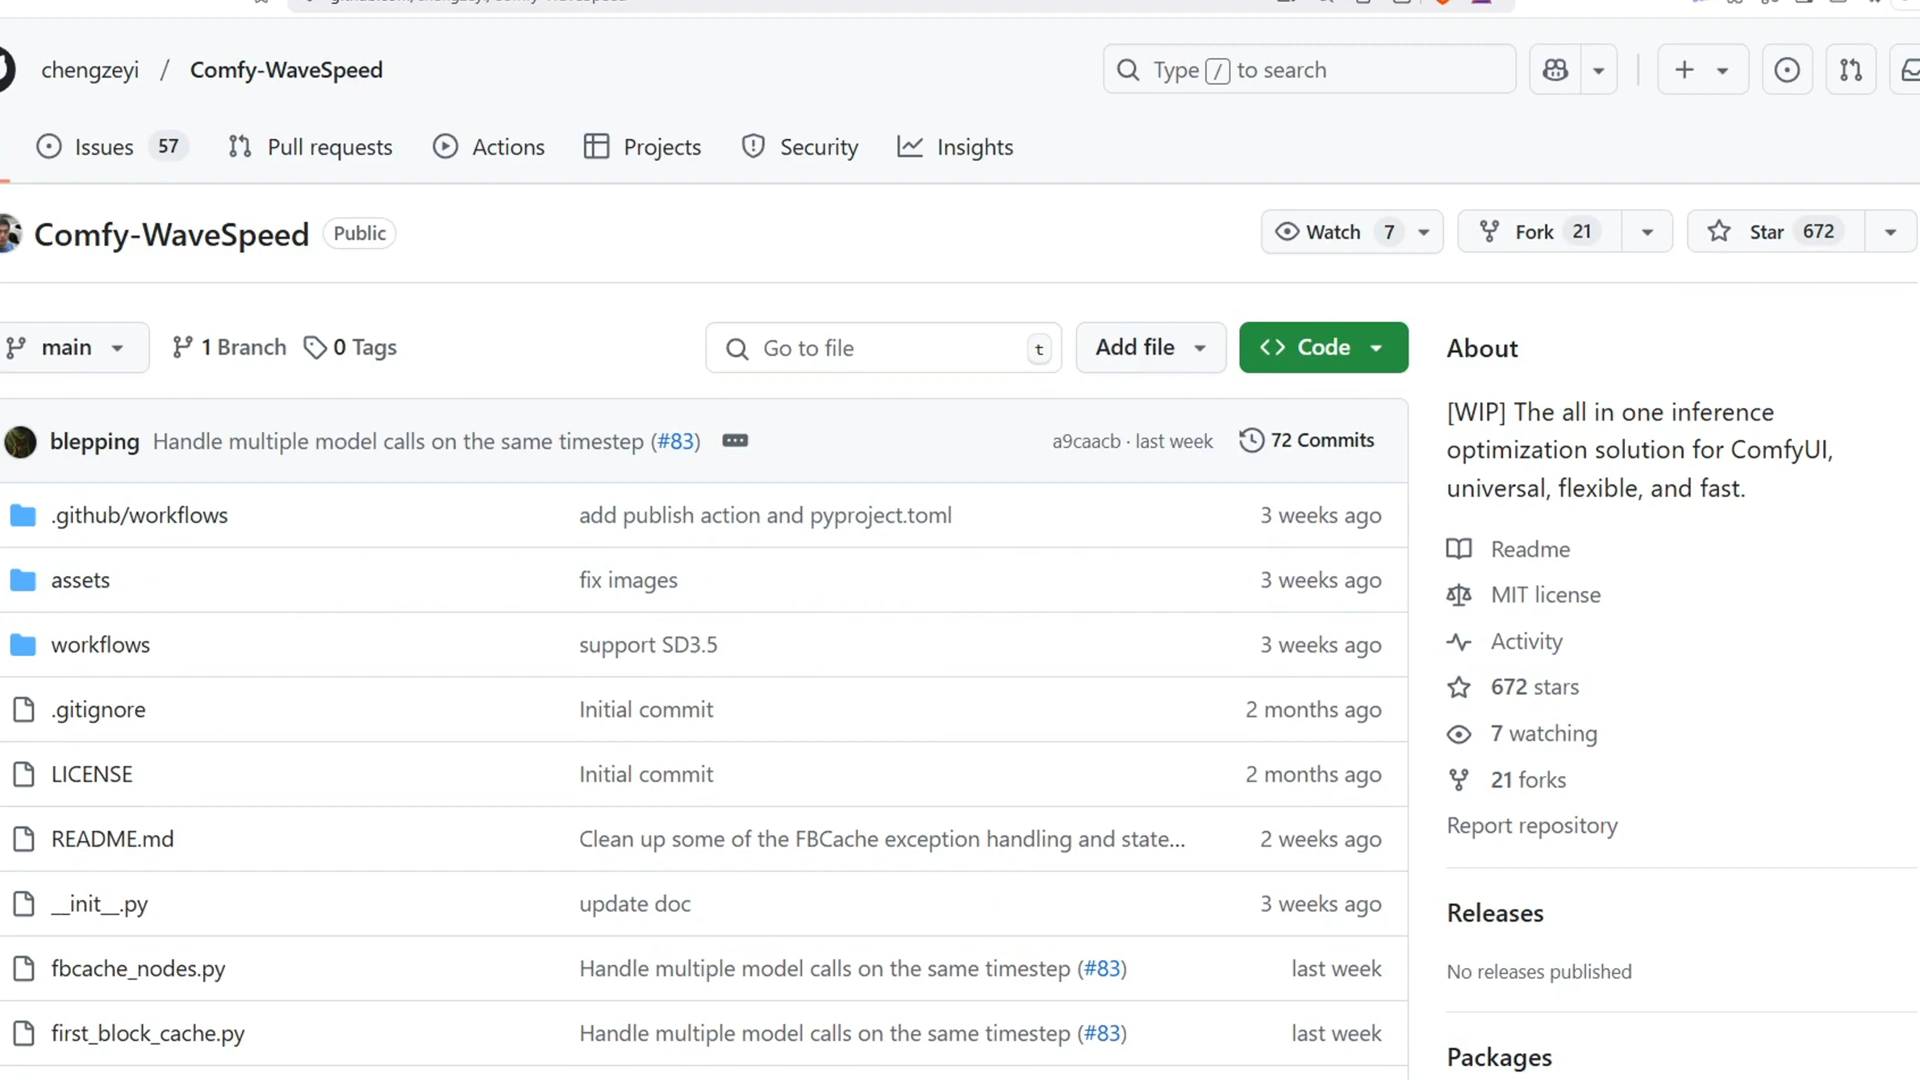 chengzeyi / Comfy-WaveSpeed
Type / to search
Issues 57 Pull requests Actions Projects Security Insights
Comfy-WaveSpeed Public
Watch 7 Fork 21 Star 672
main 1 Branch 0 Tags
Go to file t
Add file
Code
About
[WIP] The all in one inference
optimization solution for ComfyUI,
universal, flexible, and fast.
blepping Handle multiple model calls on the same timestep (#83) a9caacb · last week 72 Commits
.github/workflows add publish action and pyproject.toml 3 weeks ago
assets fix images 3 weeks ago
workflows support SD3.5 3 weeks ago
.gitignore Initial commit 2 months ago
LICENSE Initial commit 2 months ago
README.md Clean up some of the FBCache exception handling and state... 2 weeks ago
__init__.py update doc 3 weeks ago
fbcache_nodes.py Handle multiple model calls on the same timestep (#83) last week
first_block_cache.py Handle multiple model calls on the same timestep (#83) last week
Readme
MIT license
Activity
672 stars
7 watching
21 forks
Report repository
Releases
No releases published
Packages